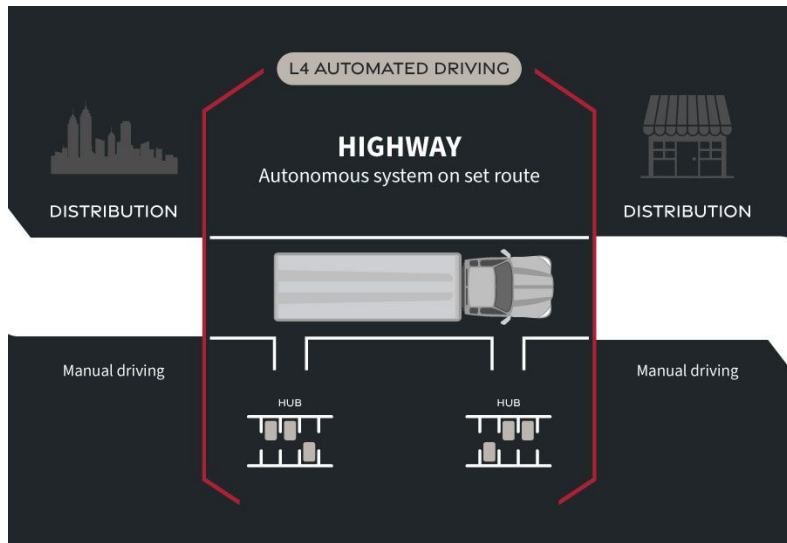 L4 AUTOMATED DRIVING
HIGHWAY
Autonomous system on set route
DISTRIBUTION
DISTRIBUTION
Manual driving
Manual driving
HUB
HUB